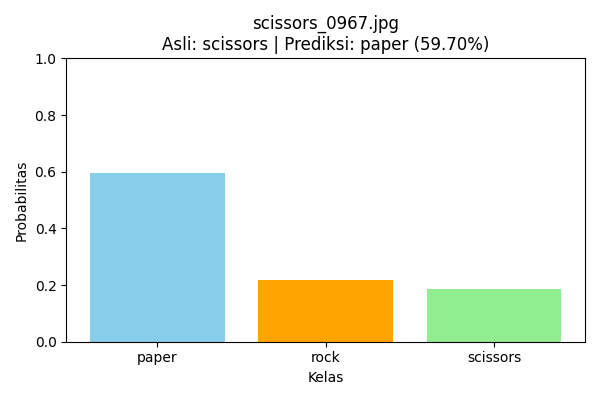 scissors_0967.jpg
Asli: scissors | Prediksi: paper (59.70%)
1.0
0.8
0.6
0.4
0.2
0.0
Probabilitas
paper rock scissors
Kelas